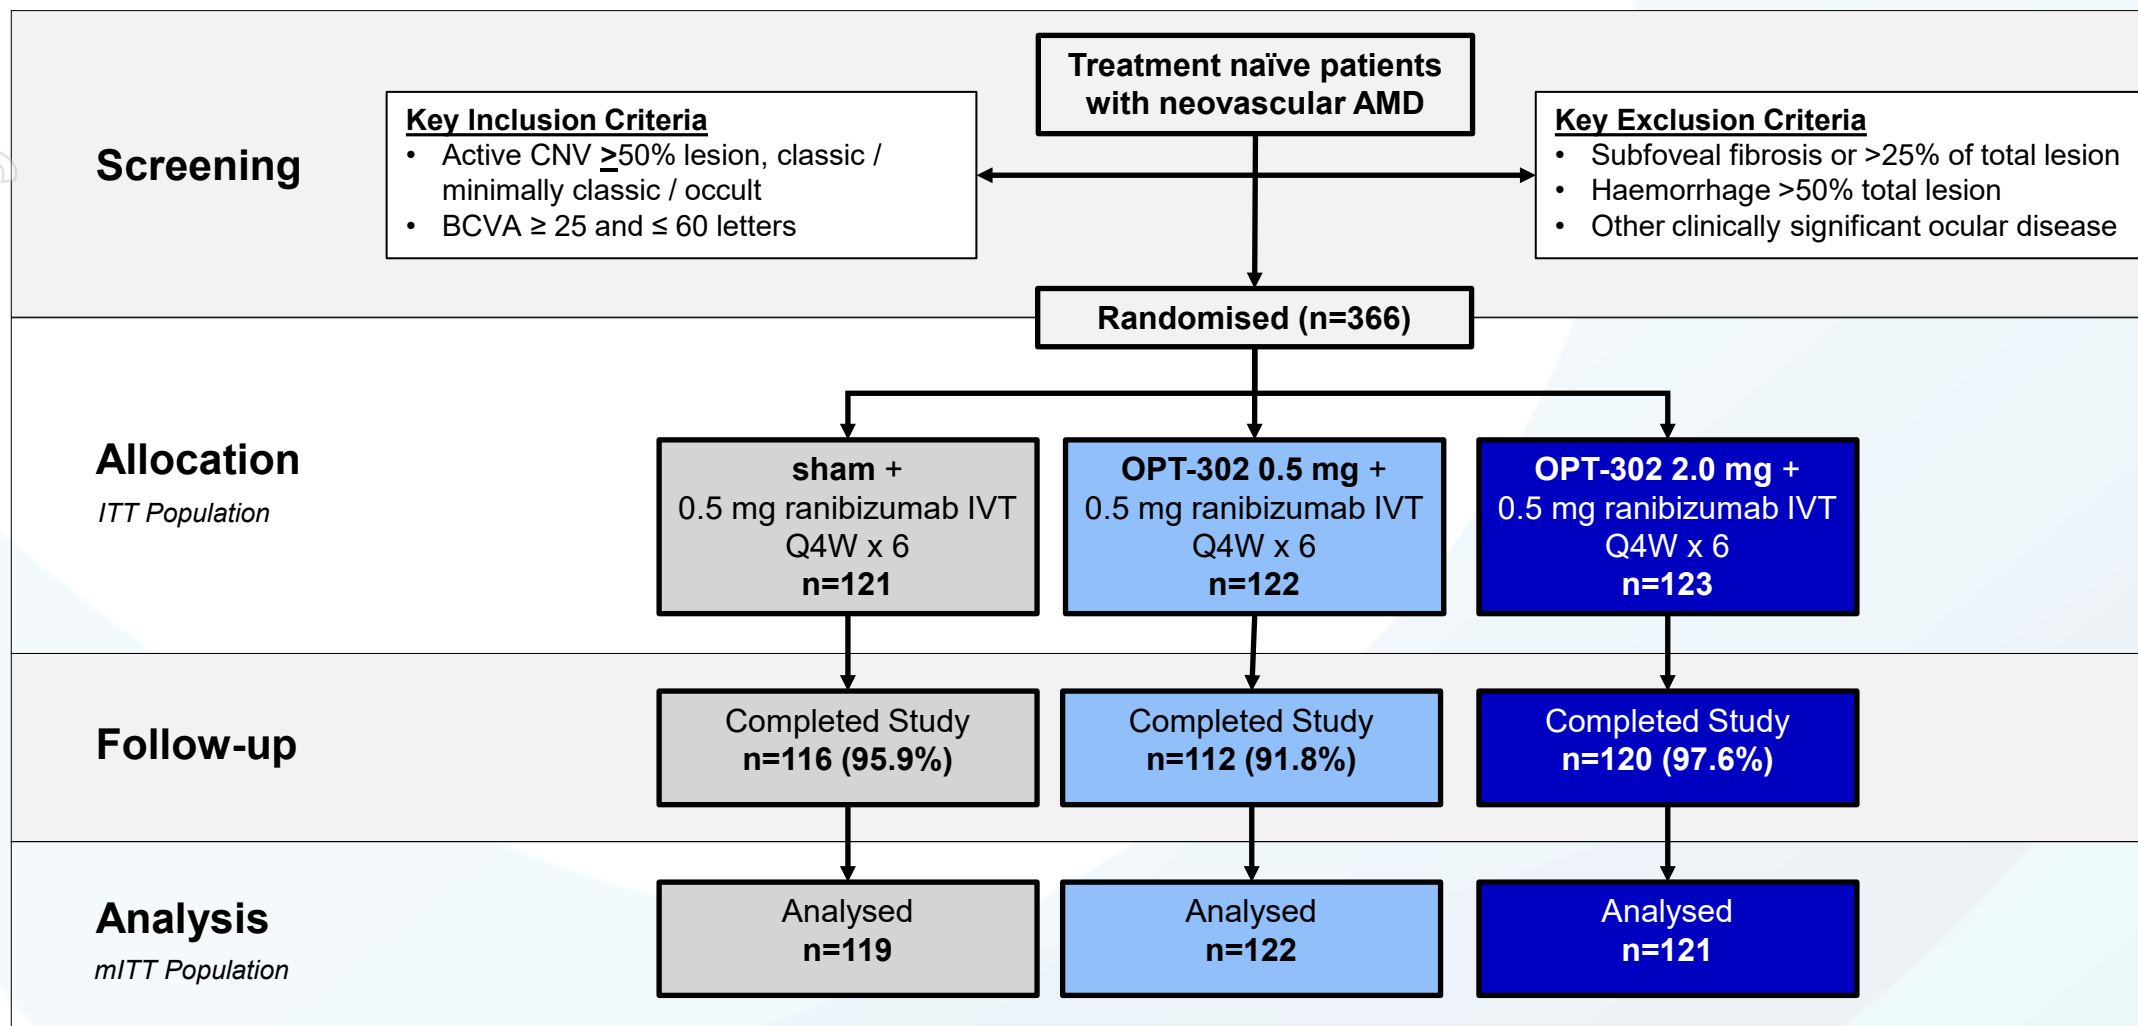 Treatment naïve patients
with neovascular AMD
Screening
Key Inclusion Criteria
• Active CNV ≥50% lesion, classic /
minimally classic / occult
• BCVA ≥ 25 and ≤ 60 letters
Key Exclusion Criteria
• Subfoveal fibrosis or >25% of total lesion
• Haemorrhage >50% total lesion
• Other clinically significant ocular disease
Randomised (n=366)
Allocation
ITT Population
sham +
0.5 mg ranibizumab IVT
Q4W x 6
n=121
OPT-302 0.5 mg +
0.5 mg ranibizumab IVT
Q4W x 6
n=122
OPT-302 2.0 mg +
0.5 mg ranibizumab IVT
Q4W x 6
n=123
Follow-up
Completed Study
n=116 (95.9%)
Completed Study
n=112 (91.8%)
Completed Study
n=120 (97.6%)
Analysis
mITT Population
Analysed
n=119
Analysed
n=122
Analysed
n=121